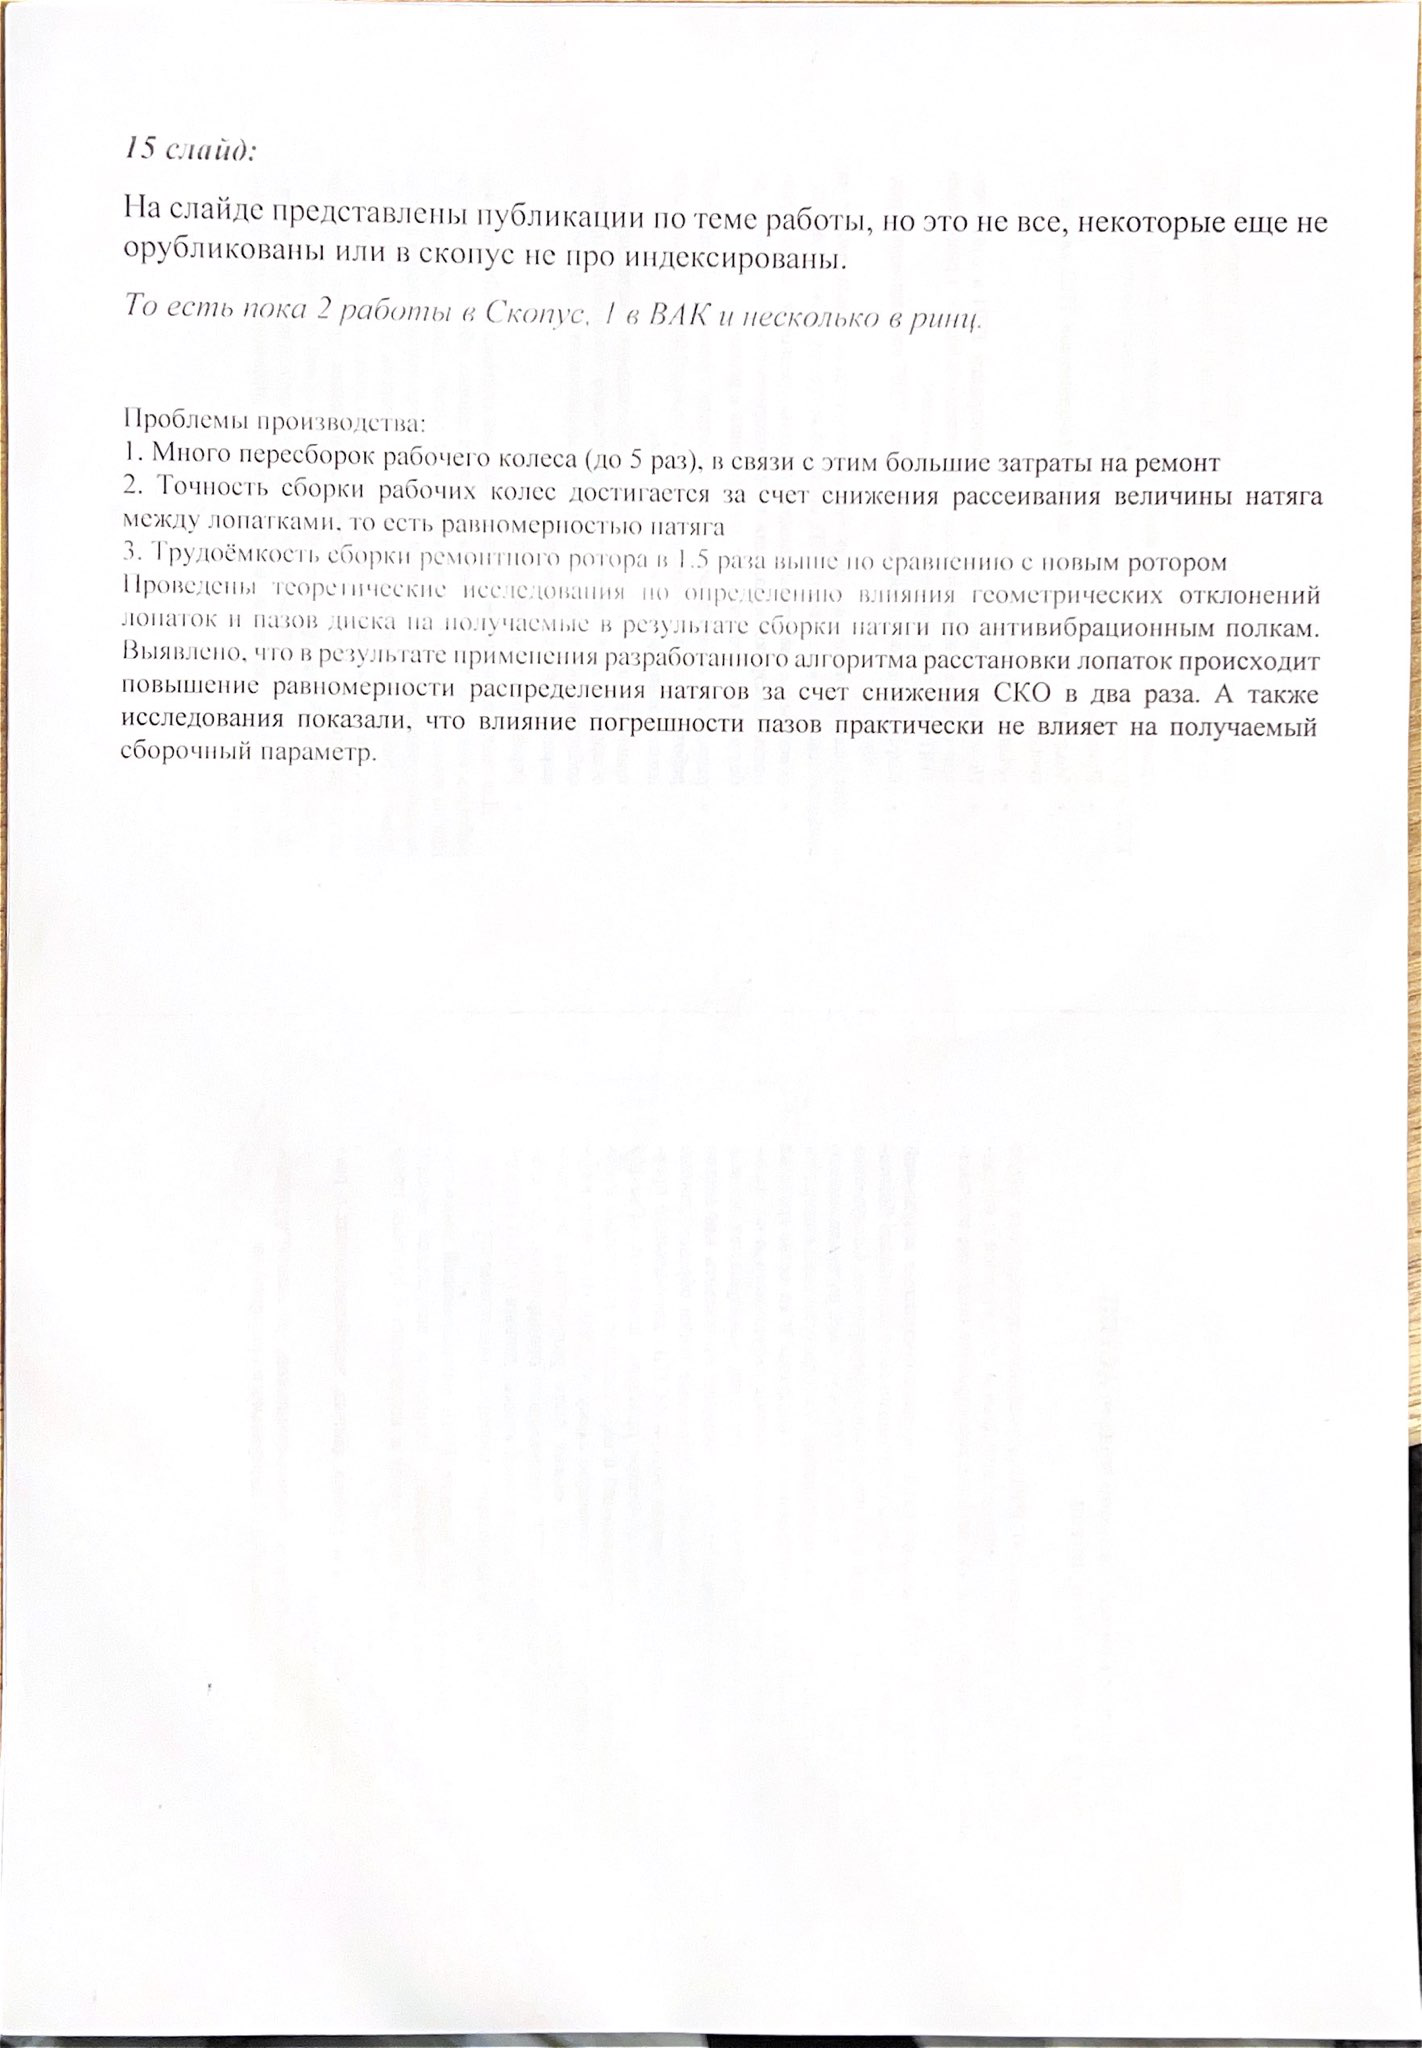 15 слайд:
На слайде представлены публикации по теме работы, но это не все, некоторые еще не
орубликованы или в скопус не про индексированы.
То есть пока 2 работы в Скопус, 1 в ВАК и несколько в ринц.
Проблемы производства:
1. Много пересборок рабочего колеса (до 5 раз), в связи с этим большие затраты на ремонт
2. Точность сборки рабочих колес достигается за счет снижения рассеивания величины натяга
между лопатками, то есть равномерностью натяга
3. Трудоёмкость сборки ремонтного ротора в 1.5 раза выше по сравнению с новым ротором
Проведены теоретические исследования по определению влияния геометрических отклонений
лопаток и пазов диска на получаемые в результате сборки натяги по антивибрационным полкам.
Выявлено, что в результате применения разработанного алгоритма расстановки лопаток происходит
повышение равномерности распределения натягов за счет снижения СКО в два раза. А также
исследования показали, что влияние погрешности пазов практически не влияет на получаемый
сборочный параметр.